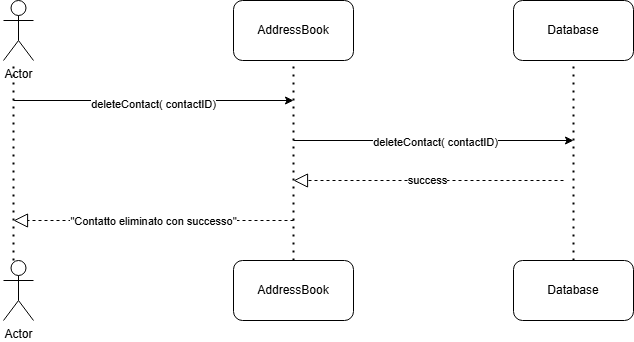 AddressBook
Database
Actor
deleteContact( contactID)
deleteContact( contactID)
success
"Contatto eliminato con successo"
AddressBook
Database
Actor